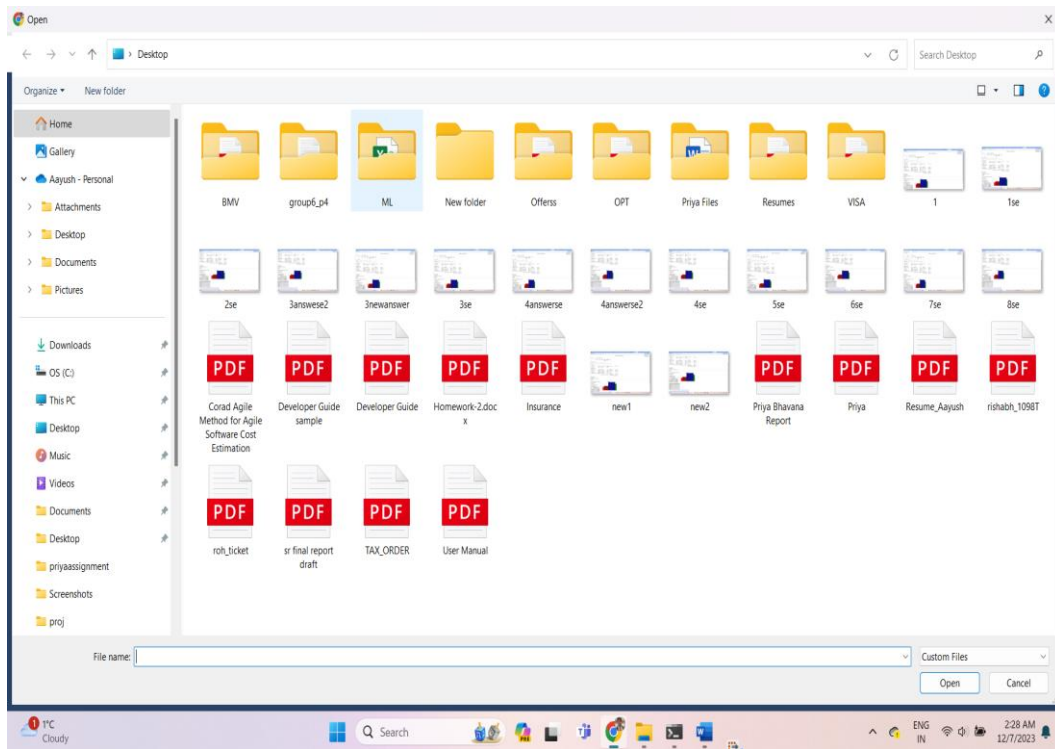 Open
Desktop
Search Desktop
Organize
New folder
Home
Gallery
Aayush - Personal
Attachments
Desktop
Documents
Pictures
Downloads
OS (C:)
This PC
Desktop
Music
Videos
Documents
Desktop
priyaassignment
Screenshots
proj
BMV
group6_p4
ML
New folder
Offerss
OPT
Priya Files
Resumes
VISA
1
1se
2se
3answese2
3newanswer
3se
4answerse
4answerse2
4se
5se
6se
7se
8se
PDF
PDF
PDF
PDF
PDF
PDF
PDF
PDF
PDF
Corad Agile
Method for Agile
Software Cost
Estimation
Developer Guide
sample
Developer Guide
Homework-2.doc
x
Insurance
new1
new2
Priya Bhavana
Report
Priya
Resume_Aayush
rishabh_1098T
PDF
PDF
PDF
PDF
roh_ticket
sr final report
draft
TAX_ORDER
User Manual
File name:
Custom Files
Open
Cancel
1
1°C
Cloudy
Search
ENG
IN
2:28 AM
12/7/2023